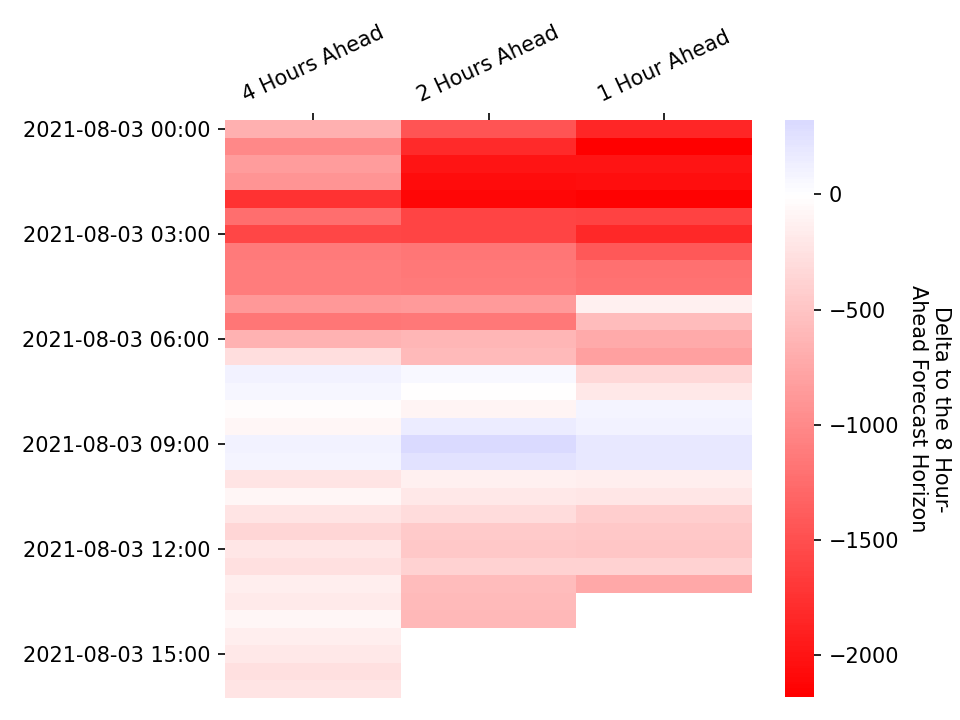 4 Hours Ahead
2 Hours Ahead
1 Hour Ahead
2021-08-03 00:00
2021-08-03 03:00
2021-08-03 06:00
2021-08-03 09:00
2021-08-03 12:00
2021-08-03 15:00
0
−500
−1000
−1500
−2000
Delta to the 8 Hour-
Ahead Forecast Horizon